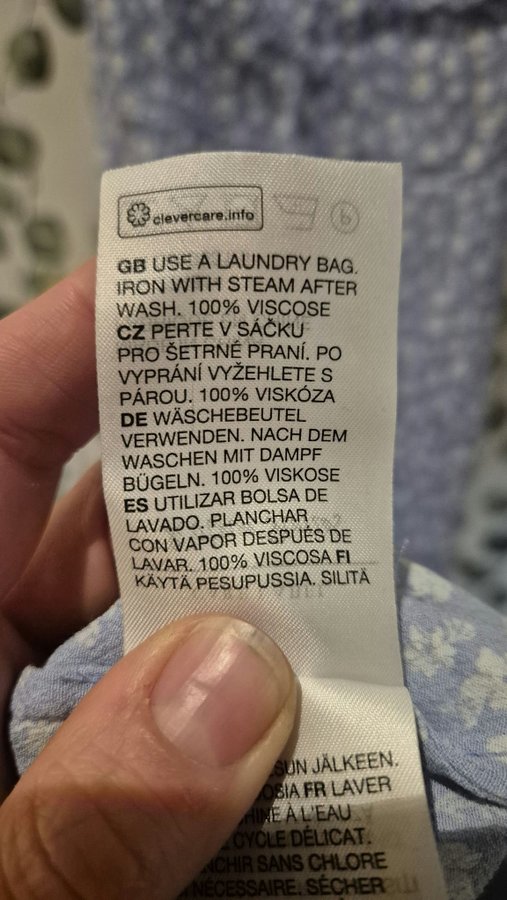 clevercare.info
GB USE A LAUNDRY BAG.
IRON WITH STEAM AFTER
WASH. 100% VISCOSE
CZ PERTE V SÁČKU
PRO ŠETRNÉ PRANÍ. PO
VYPRÁNÍ VYŽEHLETE S
PÁROU. 100% VISKÓZA
DE WÄSCHEBEUTEL
VERWENDEN. NACH DEM
WASCHEN MIT DAMPF
BÜGELN. 100% VISKOSE
ES UTILIZAR BOLSA DE
LAVADO. PLANCHAR
CON VAPOR DESPUÉS DE
LAVAR. 100% VISCOSA FI
KÄYTÄ PESUPUSSIA. SILITÄ
JÄLKEEN.
FR LAVER
À L'EAU
CYCLE DÉLICAT.
SANS CHLORE
NÉCESSAIRE. SÉCHER